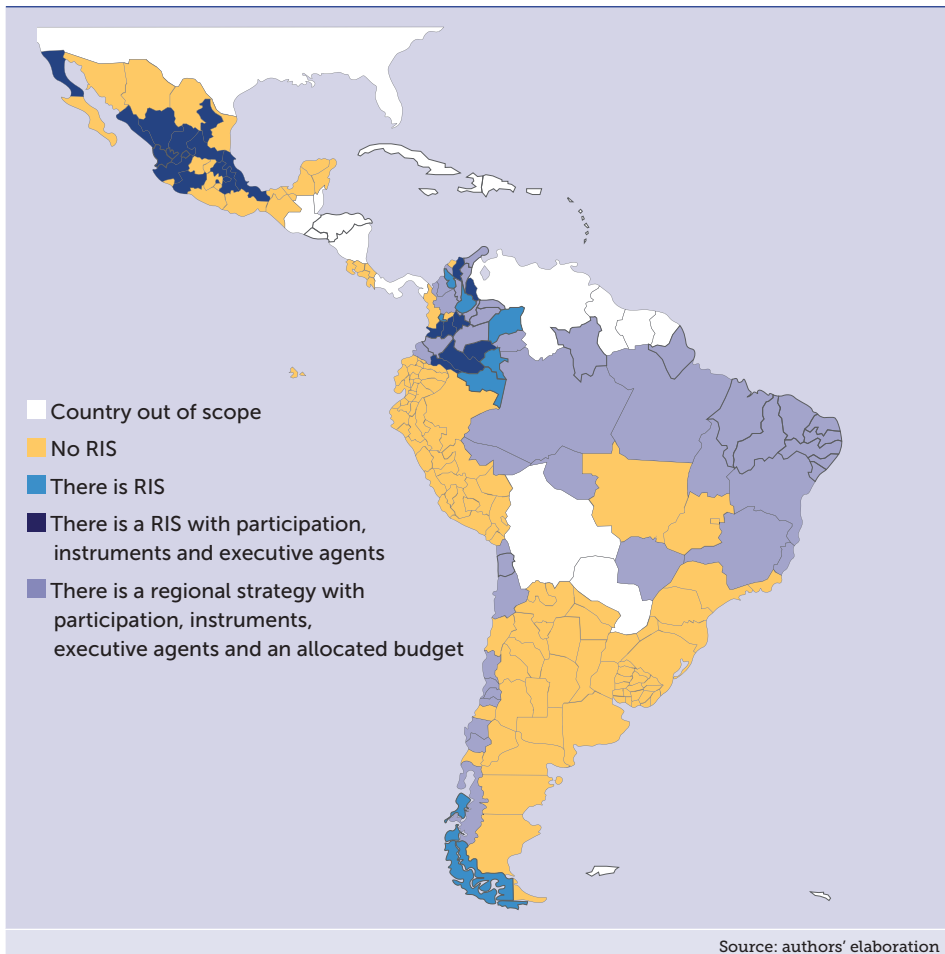 Country out of scope
No RIS
There is RIS
There is a RIS with participation,
instruments and executive agents
There is a regional strategy with
participation, instruments,
executive agents and an allocated budget
Source: authors' elaboration